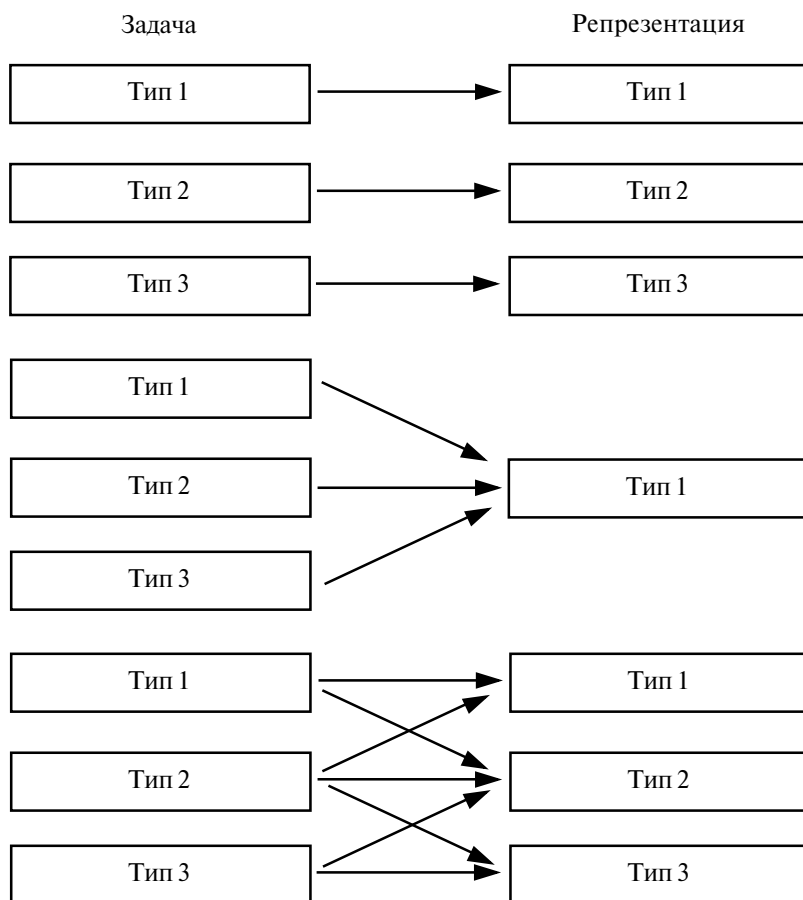 Задача Репрезентация
Тип 1 Тип 1
Тип 2 Тип 2
Тип 3 Тип 3
Тип 1
Тип 2 Тип 1
Тип 3
Тип 1 Тип 1
Тип 2 Тип 2
Тип 3 Тип 3